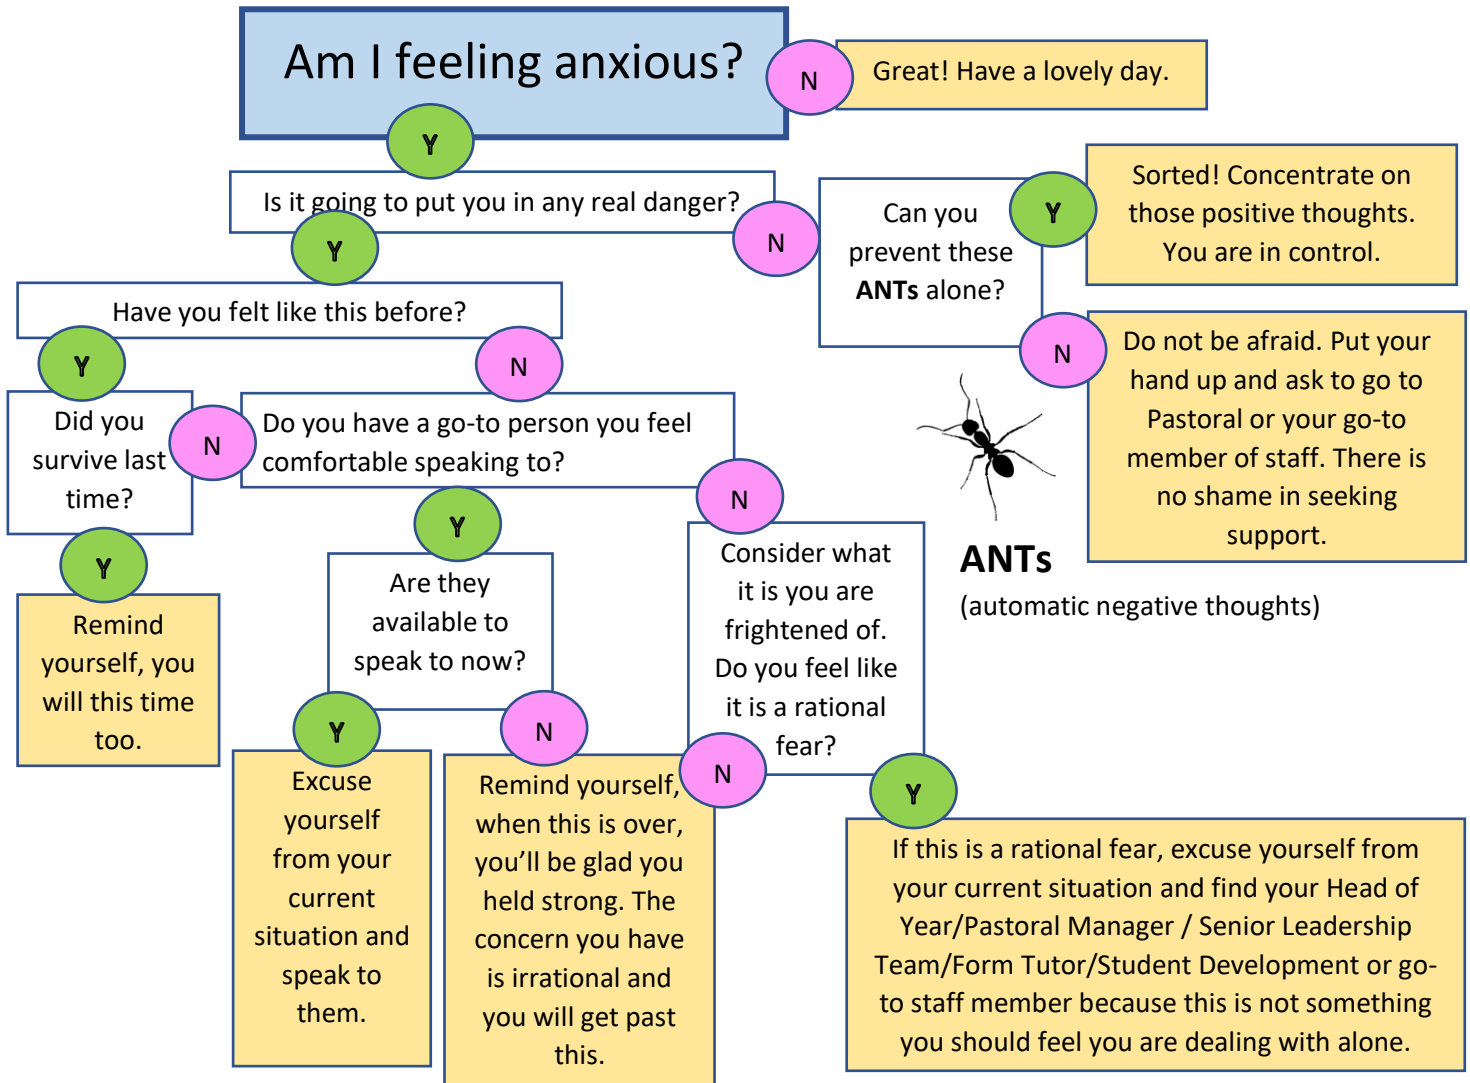 Am I feeling anxious?
N
Great! Have a lovely day.
Y
Is it going to put you in any real danger?
N
Y
Can you
prevent these
ANTs alone?
Y
Sorted! Concentrate on
those positive thoughts.
You are in control.
N
Do not be afraid. Put your
hand up and ask to go to
Pastoral or your go-to
member of staff. There is
no shame in seeking
support.
Have you felt like this before?
Y
N
Did you
survive last
time?
N
Y
Remind
yourself, you
will this time
too.
Do you have a go-to person you feel
comfortable speaking to?
Y
N
Are they
available to
speak to now?
Y
N
Excuse
yourself
from your
current
situation and
speak to
them.
Remind yourself,
when this is over,
you’ll be glad you
held strong. The
concern you have
is irrational and
you will get past
this.
Consider what
it is you are
frightened of.
Do you feel like
it is a rational
fear?
N
Y
If this is a rational fear, excuse yourself from
your current situation and find your Head of
Year/Pastoral Manager / Senior Leadership
Team/Form Tutor/Student Development or go-
to staff member because this is not something
you should feel you are dealing with alone.
ANTs
(automatic negative thoughts)